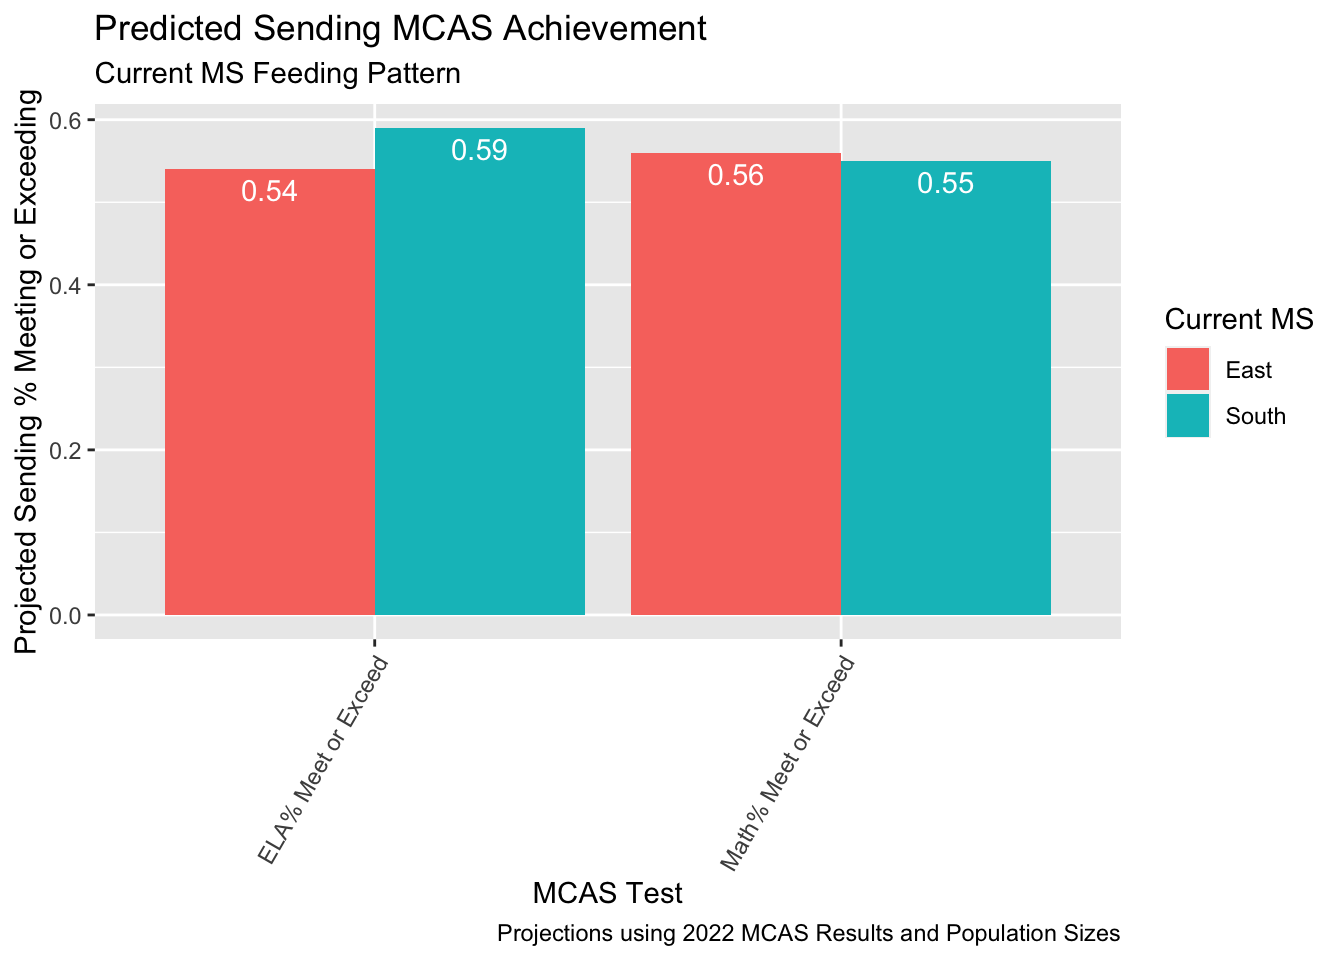 Predicted Sending MCAS Achievement
Current MS Feeding Pattern
Projected Sending % Meeting or Exceeding
0.6
0.4
0.2
0.0
0.54
0.59
0.56
0.55
ELA% Meet or Exceed
Math% Meet or Exceed
MCAS Test
Current MS
East
South
Projections using 2022 MCAS Results and Population Sizes